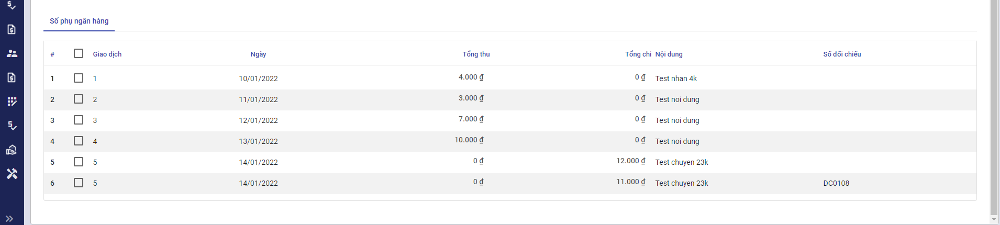 Số phụ ngân hàng
# Giao dịch Ngày Tổng thu Tổng chi Nội dung Số đối chiếu
1 1 10/01/2022 4.000 ₫ 0 ₫ Test nhan 4k
2 2 11/01/2022 3.000 ₫ 0 ₫ Test noi dung
3 3 12/01/2022 7.000 ₫ 0 ₫ Test noi dung
4 4 13/01/2022 10.000 ₫ 0 ₫ Test noi dung
5 5 14/01/2022 0 ₫ 12.000 ₫ Test chuyen 23k
6 5 14/01/2022 0 ₫ 11.000 ₫ Test chuyen 23k DC0108